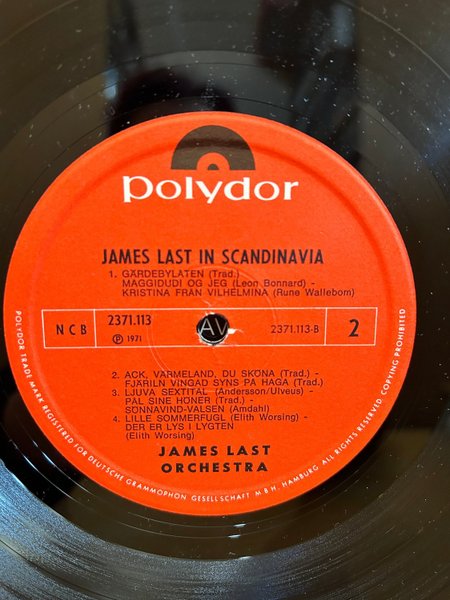 polydor
JAMES LAST IN SCANDINAVIA
1. GÄRDEBYLÅTEN (Trad.)
MAGGIDUDI OG JEG (Leon Bonnard) -
KRISTINA FRÅN VILHELMINA (Rune Wallebom)
NCB
2371.113
℗ 1971
AV
2371.113-B
2
2. ACK, VÄRMELAND, DU SKÖNA (Trad.) -
FJÄRILN VINGAD SYNS PÅ HAGA (Trad.)
3. LJUVA SEXTITAL (Andersson/Ulveus) -
PÅL SINE HÖNER (Trad.) -
SÖNNAVIND-VALSEN (Amdahl)
4. LILLE SOMMERFUGL (Elith Worsing) -
DER ER LYS I LYGTEN
(Elith Worsing)
JAMES LAST
ORCHESTRA
POLYDOR TRADE MARK REGISTERED FOR DEUTSCHE GRAMMOPHON GESELLSCHAFT M.B.H. HAMBURG ALL RIGHTS RESERVED. COPYING PROHIBITED